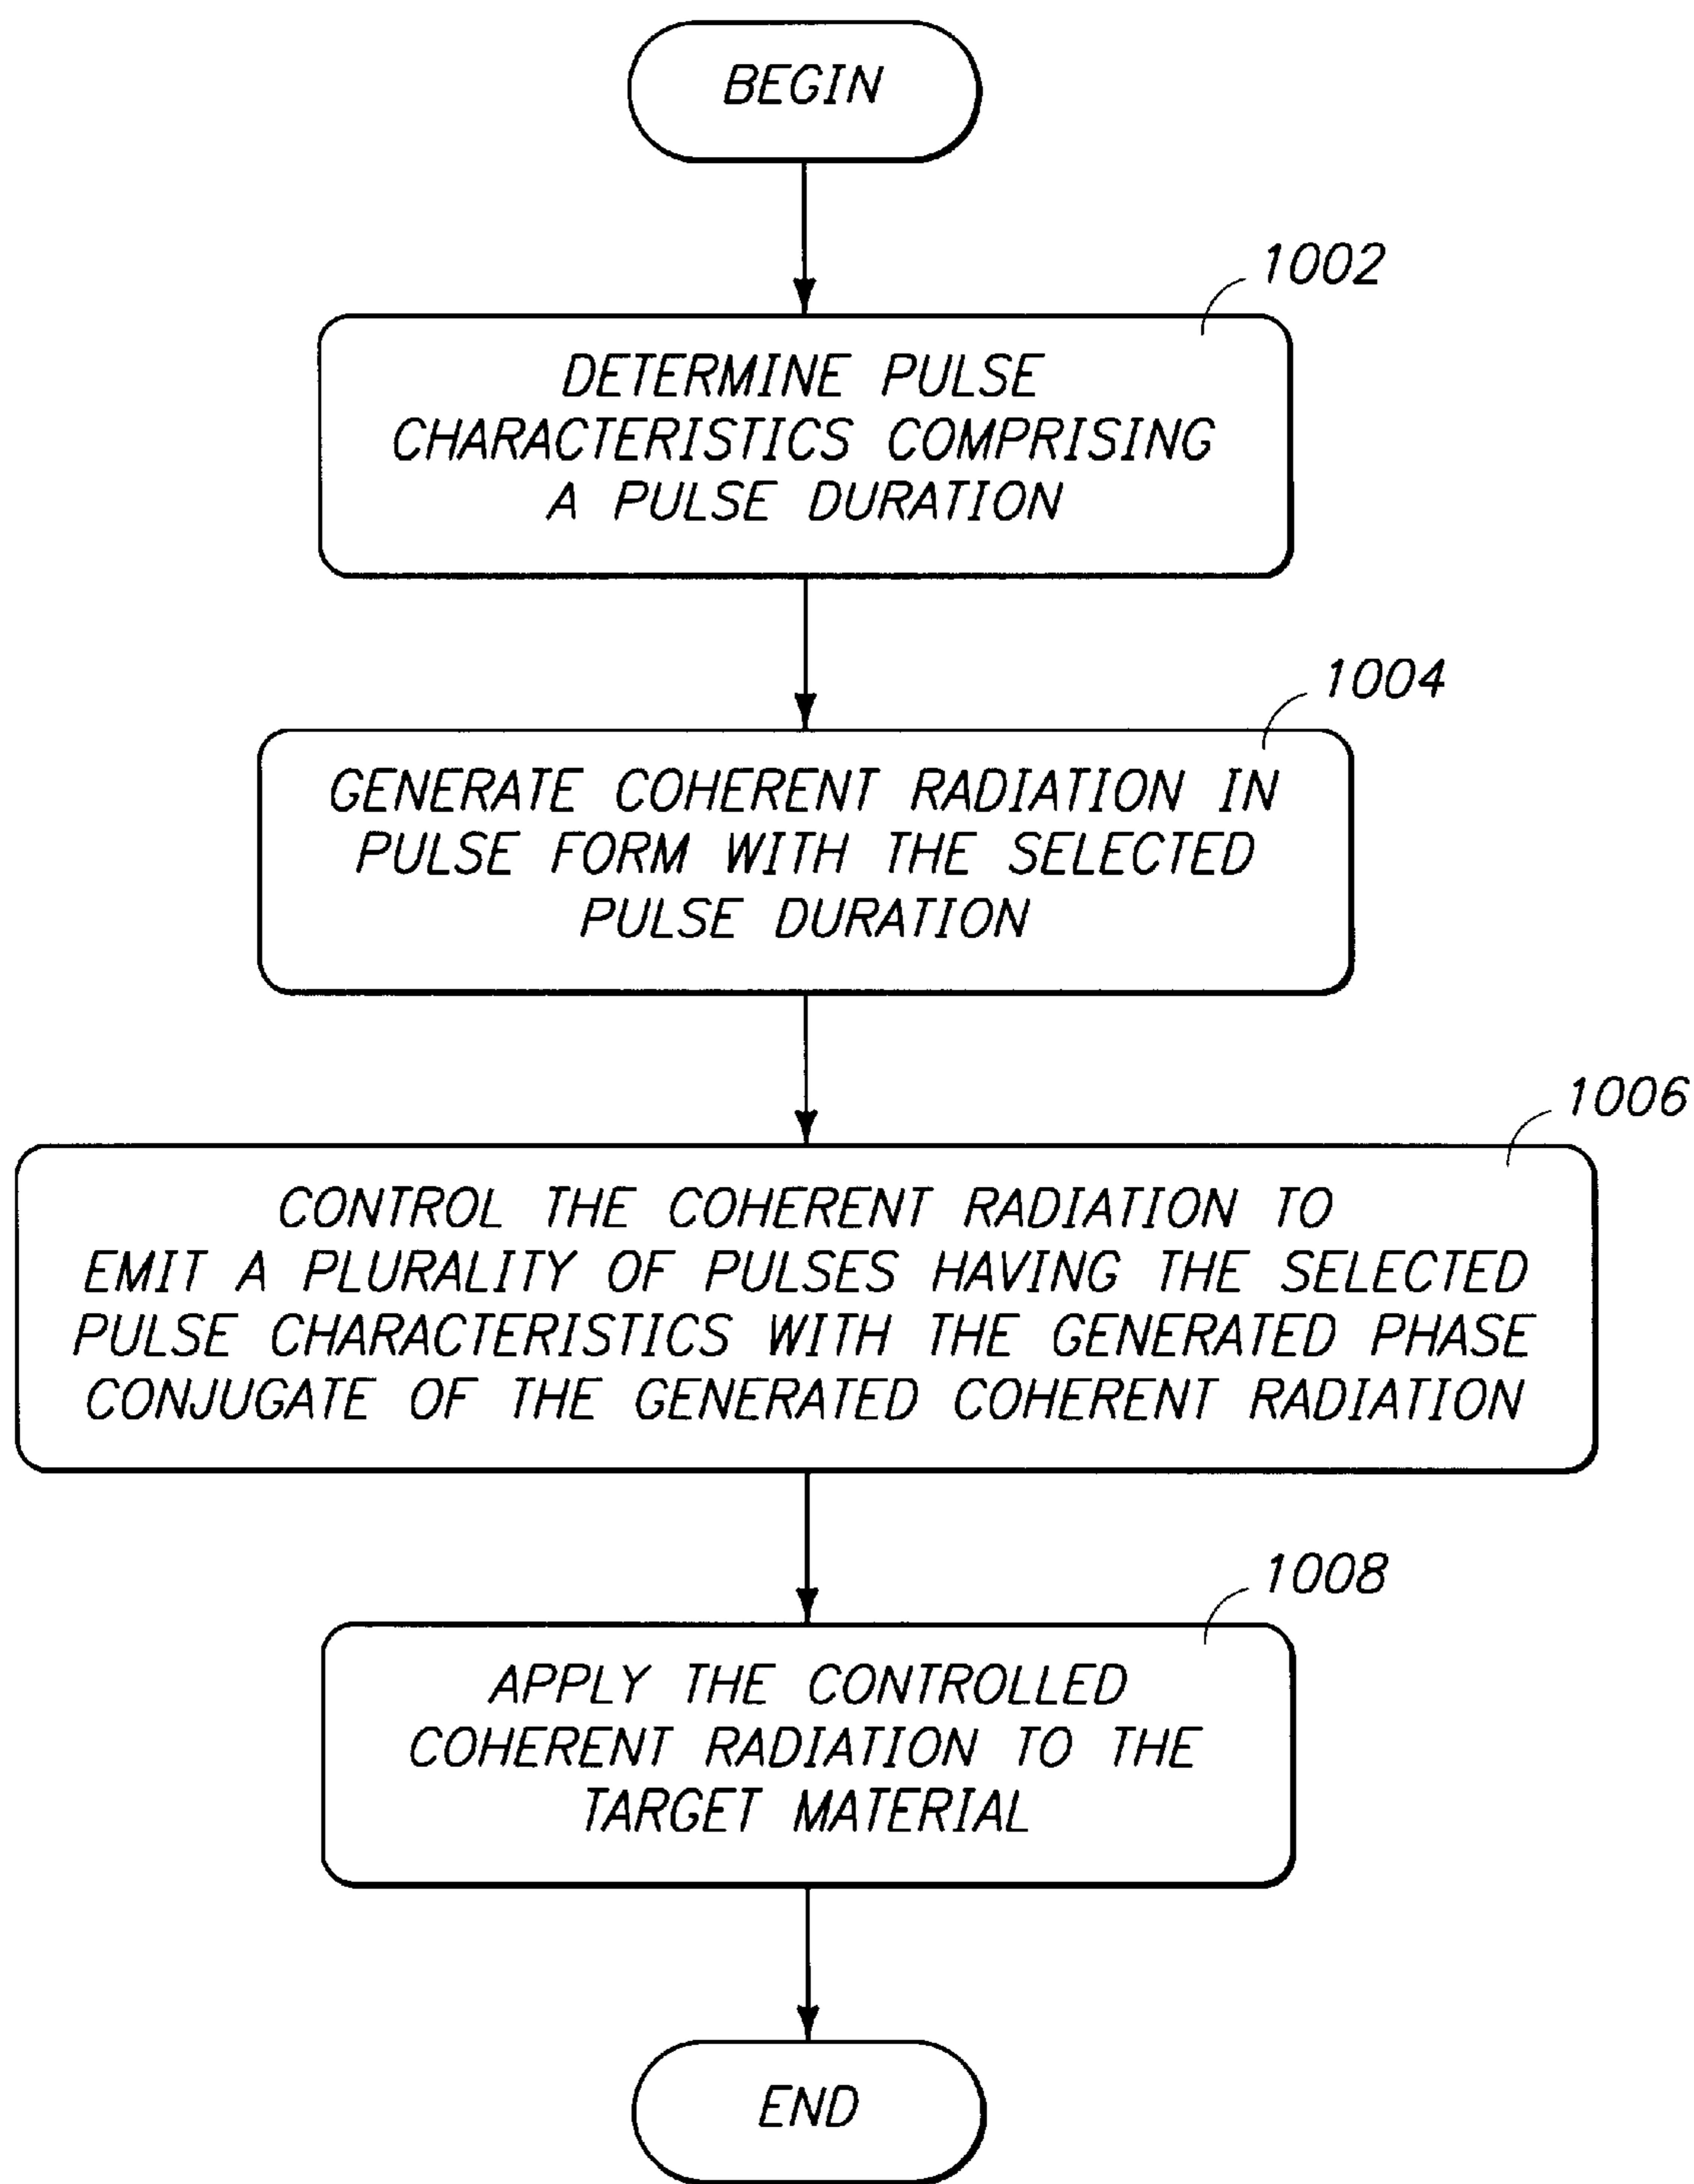 BEGIN
1002
DETERMINE PULSE
CHARACTERISTICS COMPRISING
A PULSE DURATION
1004
GENERATE COHERENT RADIATION IN
PULSE FORM WITH THE SELECTED
PULSE DURATION
1006
CONTROL THE COHERENT RADIATION TO
EMIT A PLURALITY OF PULSES HAVING THE SELECTED
PULSE CHARACTERISTICS WITH THE GENERATED PHASE
CONJUGATE OF THE GENERATED COHERENT RADIATION
1008
APPLY THE CONTROLLED
COHERENT RADIATION TO THE
TARGET MATERIAL
END